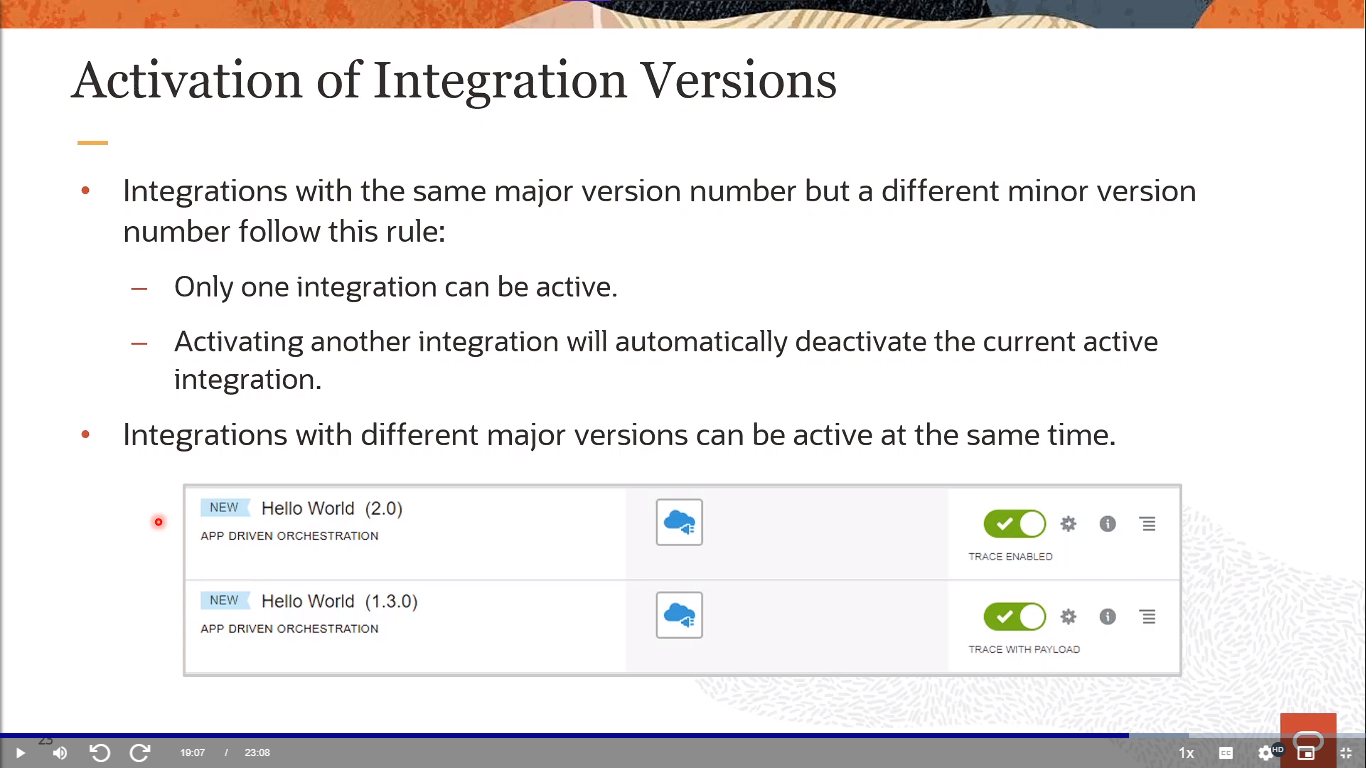 Activation of Integration Versions
• Integrations with the same major version number but a different minor version
number follow this rule:
– Only one integration can be active.
– Activating another integration will automatically deactivate the current active
integration.
• Integrations with different major versions can be active at the same time.
NEW Hello World (2.0)
APP DRIVEN ORCHESTRATION
TRACE ENABLED
NEW Hello World (1.3.0)
APP DRIVEN ORCHESTRATION
TRACE WITH PAYLOAD
23
19:07 / 23:08
1x
CC
HD